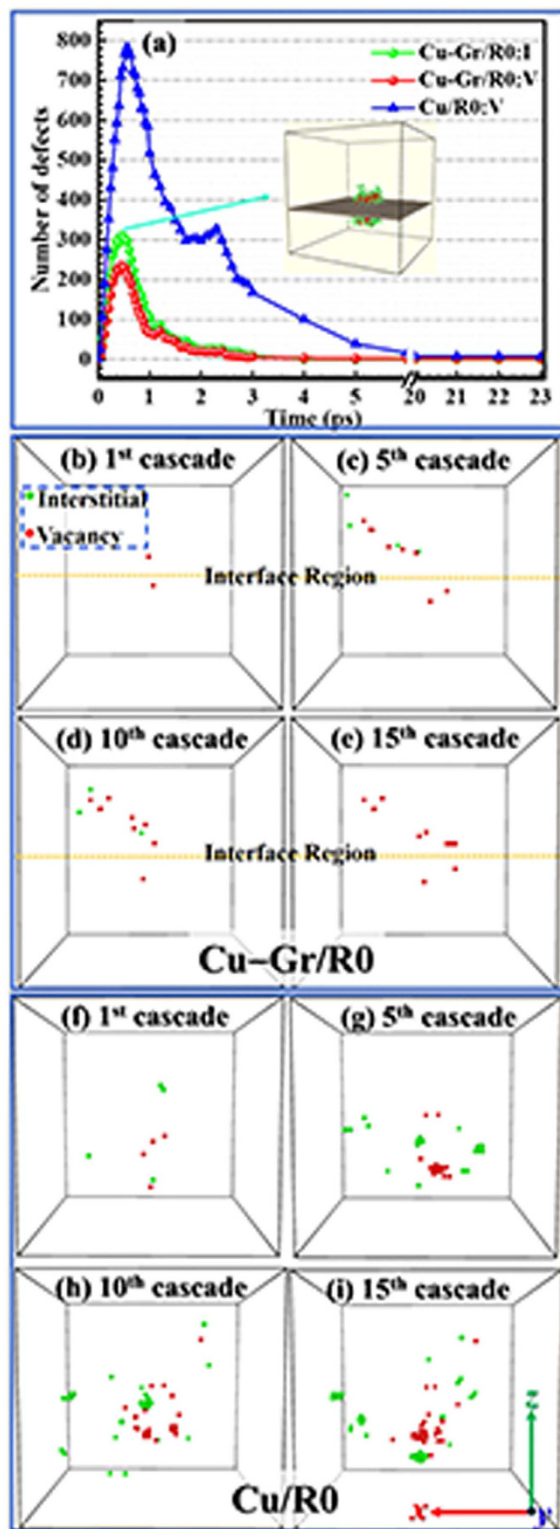 (a)
Cu-Gr/R0:I
Cu-Gr/R0:V
Cu/R0:V
Number of defects
800
700
600
500
400
300
200
100
0
0 1 2 3 4 5 20 21 22 23
Time (ps)
(b) 1st cascade
(c) 5th cascade
Interstitial
Vacancy
Interface Region
(d) 10th cascade
(e) 15th cascade
Interface Region
Cu–Gr/R0
(f) 1st cascade
(g) 5th cascade
(h) 10th cascade
(i) 15th cascade
Z
X
Y
Cu/R0